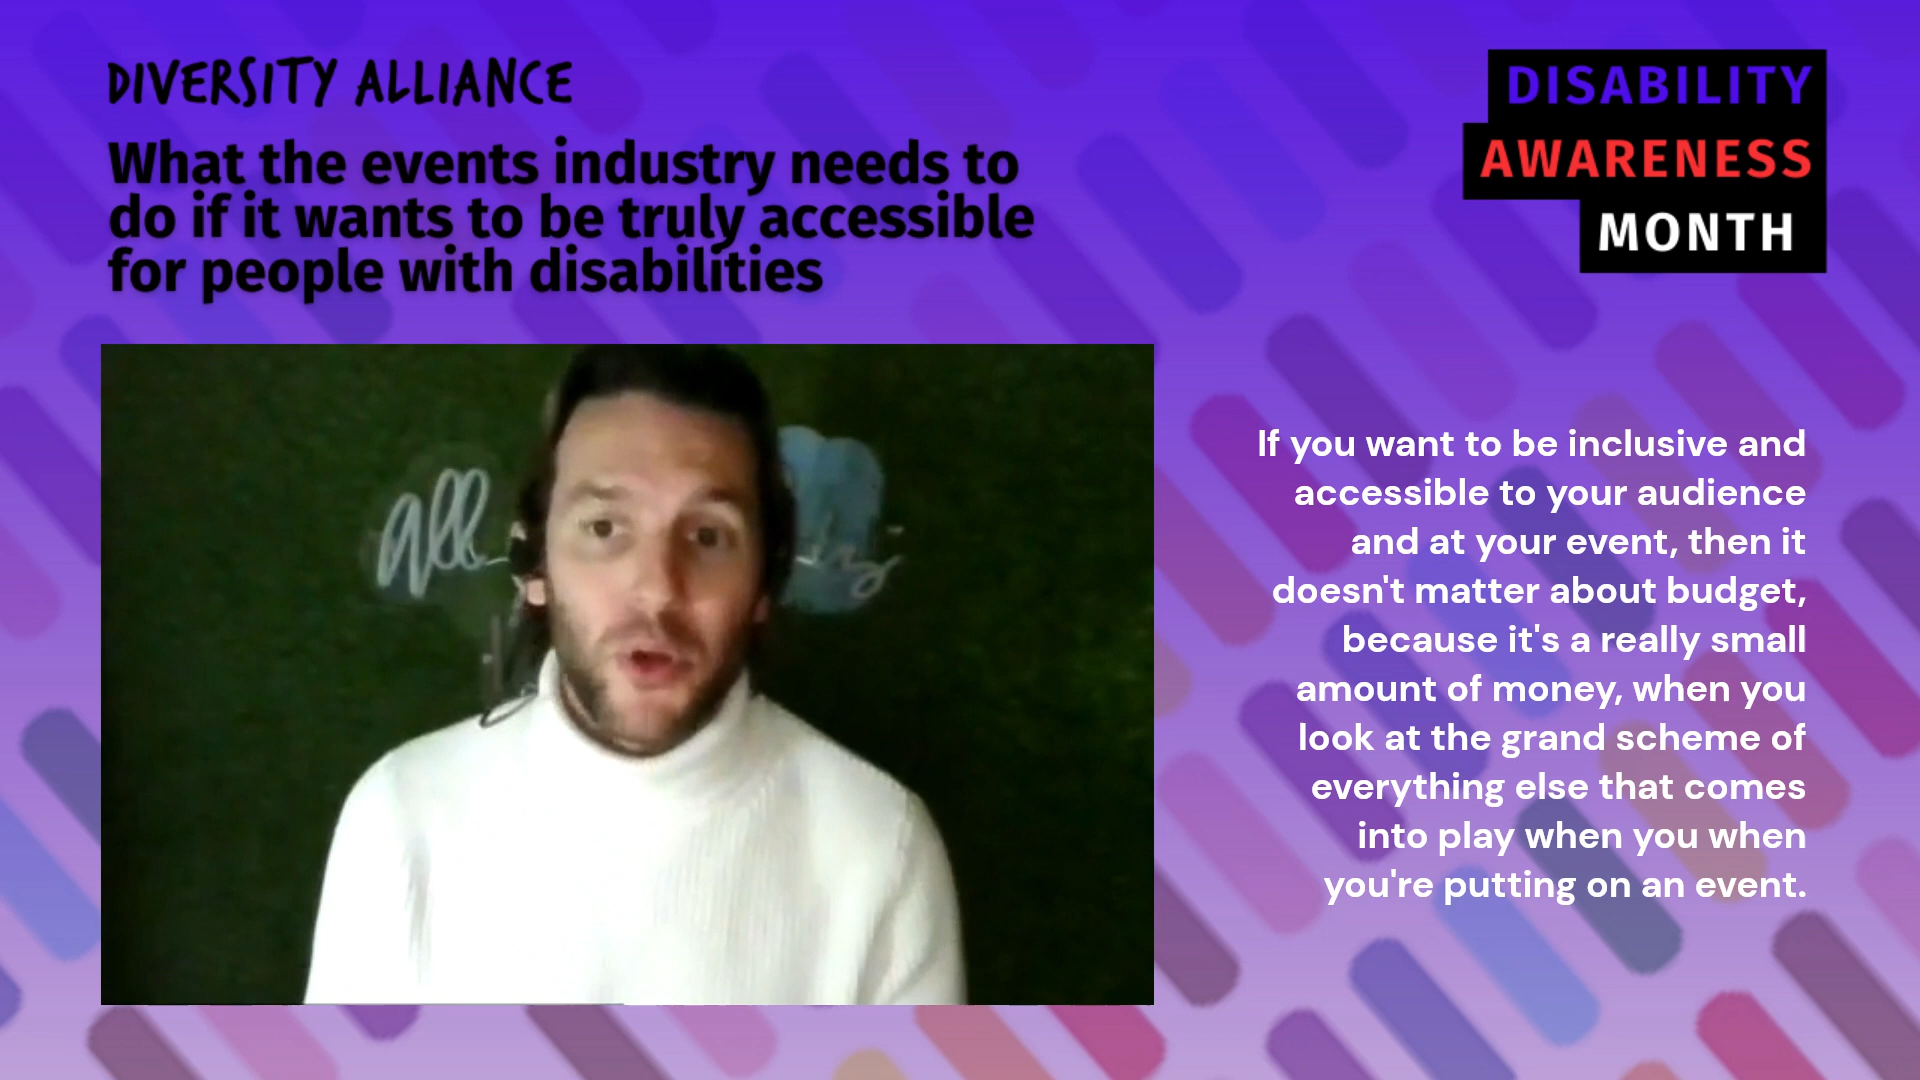 DIVERSITY ALLIANCE
What the events industry needs to
do if it wants to be truly accessible
for people with disabilities
DISABILITY
AWARENESS
MONTH
all
If you want to be inclusive and
accessible to your audience
and at your event, then it
doesn't matter about budget,
because it's a really small
amount of money, when you
look at the grand scheme of
everything else that comes
into play when you when
you're putting on an event.